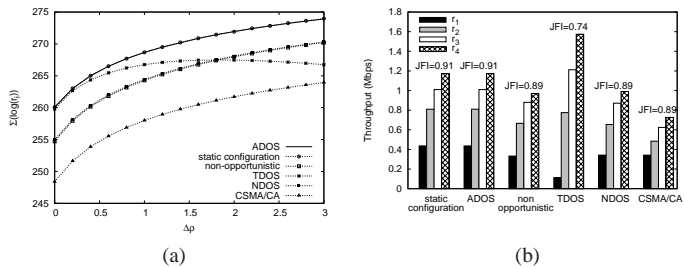 275
270
265
260
255
250
245
Σ(log(r_i))
0
0.5
1
1.5
2
2.5
3
Δρ
ADOS
static configuration
non-opportunistic
TDOS
NDOS
CSMA/CA
(a)
1.8
1.6
1.4
1.2
1
0.8
0.6
0.4
0.2
0
Throughput (Mbps)
r₁
r₂
r₃
r₄
JFI=0.91
JFI=0.91
JFI=0.89
JFI=0.74
JFI=0.89
JFI=0.89
static configuration
ADOS
non opportunistic
TDOS
NDOS
CSMA/CA
(b)